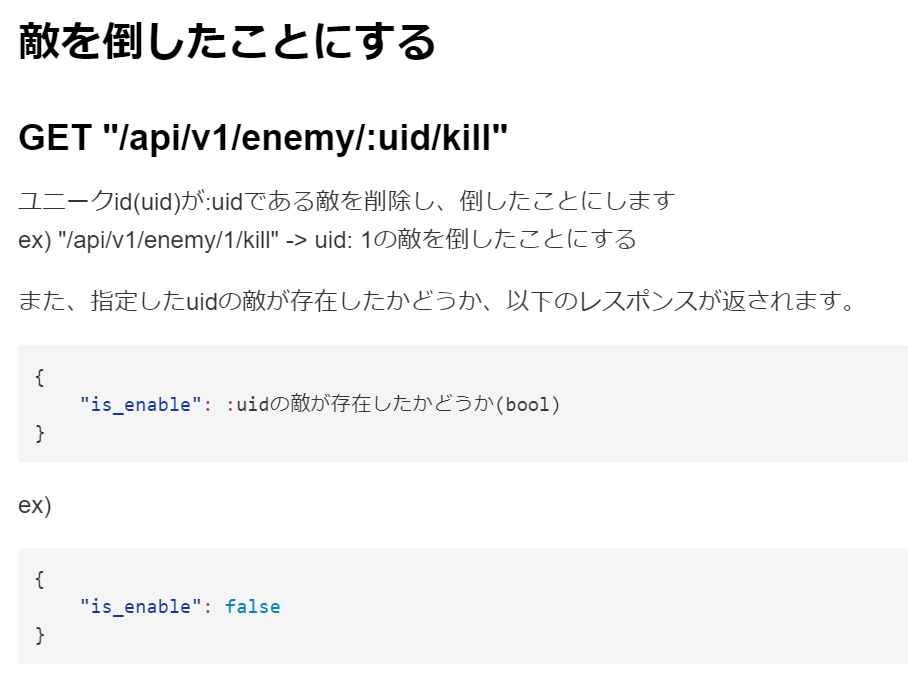 敵を倒したことにする
GET "/api/v1/enemy/:uid/kill"
ユニークid(uid)が:uidである敵を削除し、倒したことにします
ex) "/api/v1/enemy/1/kill" -> uid: 1の敵を倒したことにする
また、指定したuidの敵が存在したかどうか、以下のレスポンスが返されます。
{
    "is_enable": :uidの敵が存在したかどうか(bool)
}
ex)
{
    "is_enable": false
}